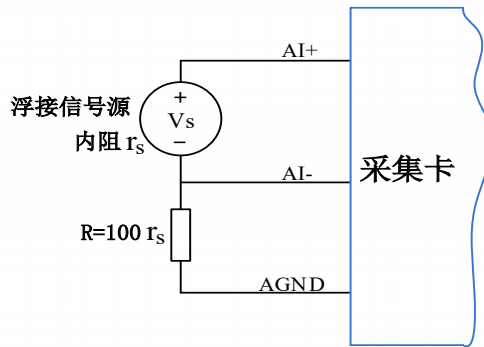 AI+
浮接信号源
内阻 rs
+
Vs
−
AI-
采集卡
R=100 rs
AGND